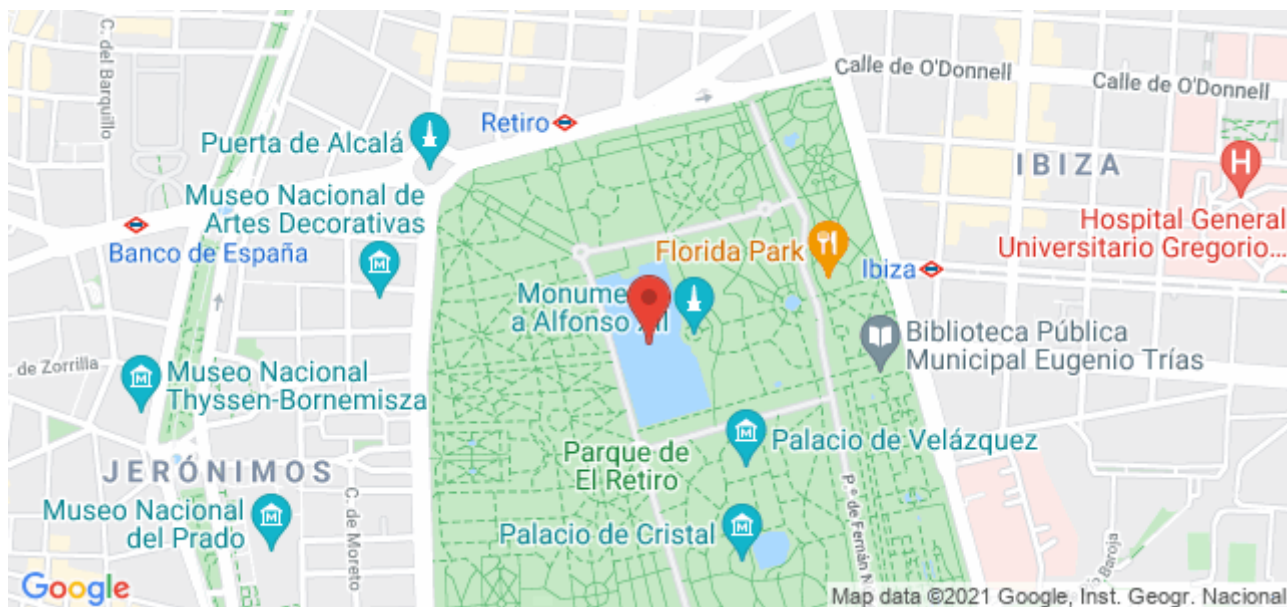 C. del Barquillo
Calle de O'Donnell
Calle de O'Donnell
Retiro
Puerta de Alcalá
IBIZA
H
Museo Nacional de
Artes Decorativas
Hospital General
Universitario Gregorio...
Banco de España
Florida Park
Ibiza
Monume
a Alfonso XII
de Zorrilla
Biblioteca Pública
Municipal Eugenio Trías
Museo Nacional
Thyssen-Bornemisza
Palacio de Velázquez
Parque de
El Retiro
JERÓNIMOS
P.º de Fernán N
C. de Moreto
Museo Nacional
del Prado
Palacio de Cristal
Baroja
Google
Map data ©2021 Google, Inst. Geogr. Nacional